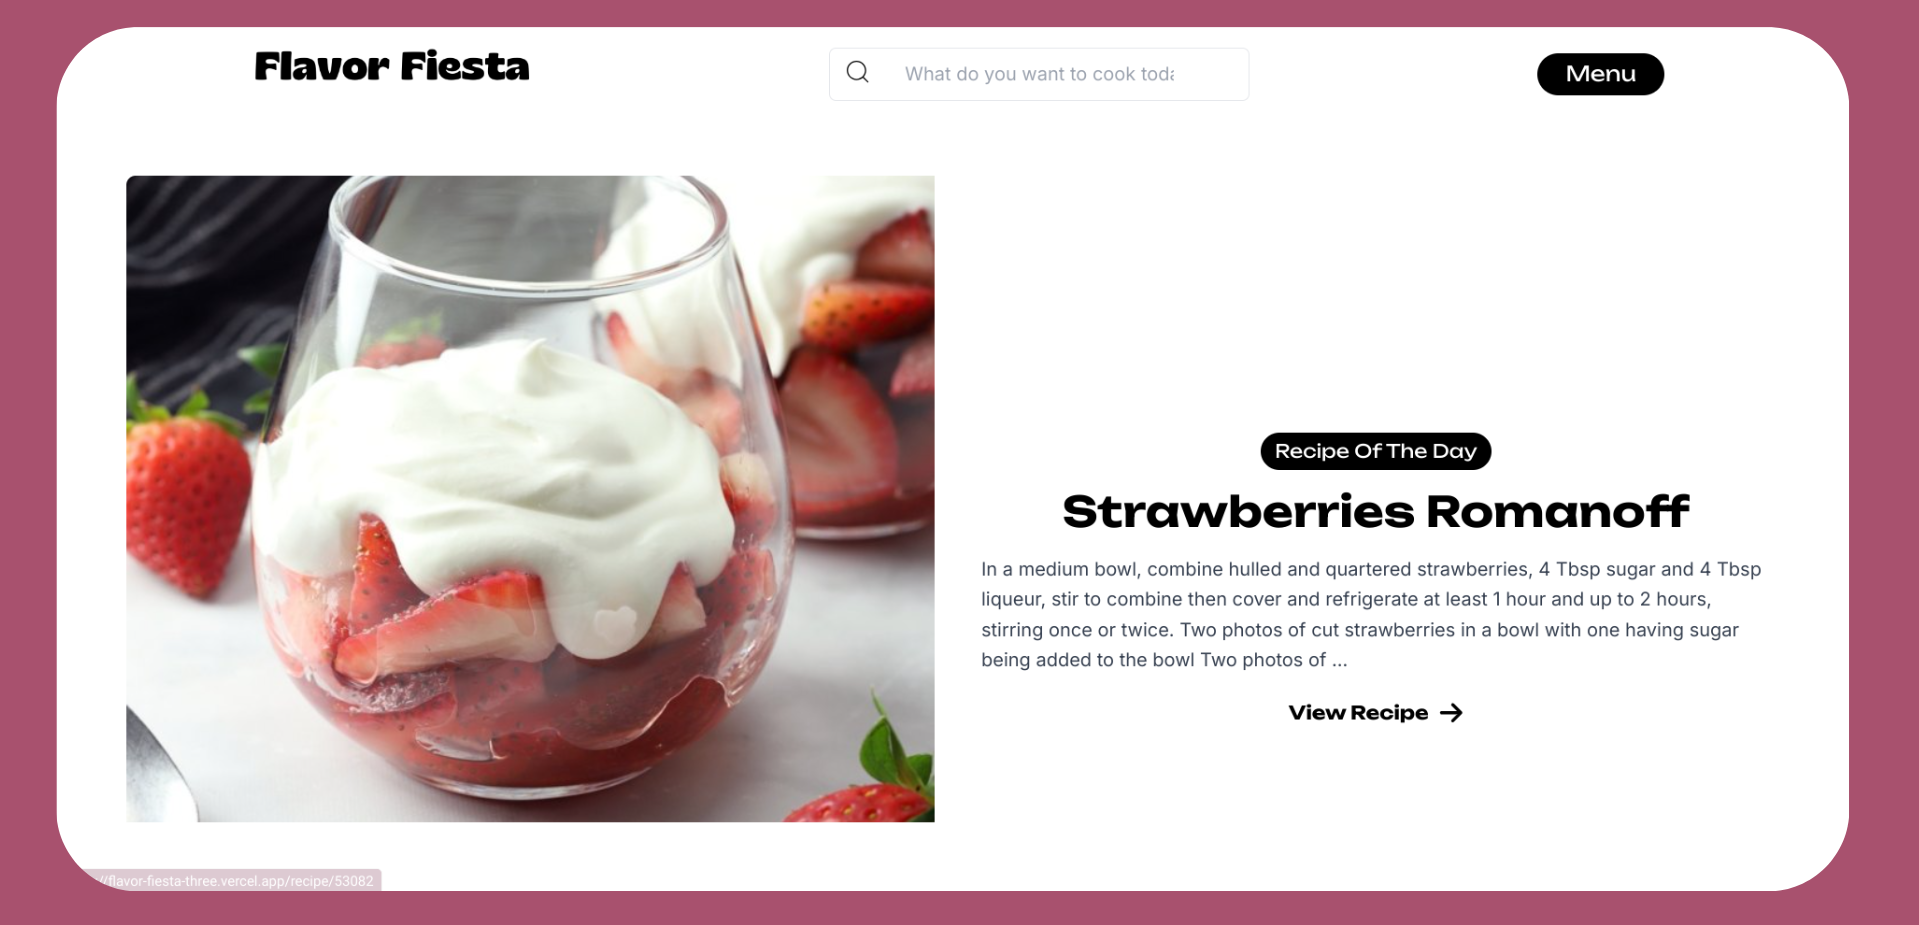 Flavor Fiesta
What do you want to cook toda
Menu
Recipe Of The Day
Strawberries Romanoff
In a medium bowl, combine hulled and quartered strawberries, 4 Tbsp sugar and 4 Tbsp
liqueur, stir to combine then cover and refrigerate at least 1 hour and up to 2 hours,
stirring once or twice. Two photos of cut strawberries in a bowl with one having sugar
being added to the bowl Two photos of ...
View Recipe
//flavor-fiesta-three.vercel.app/recipe/53082